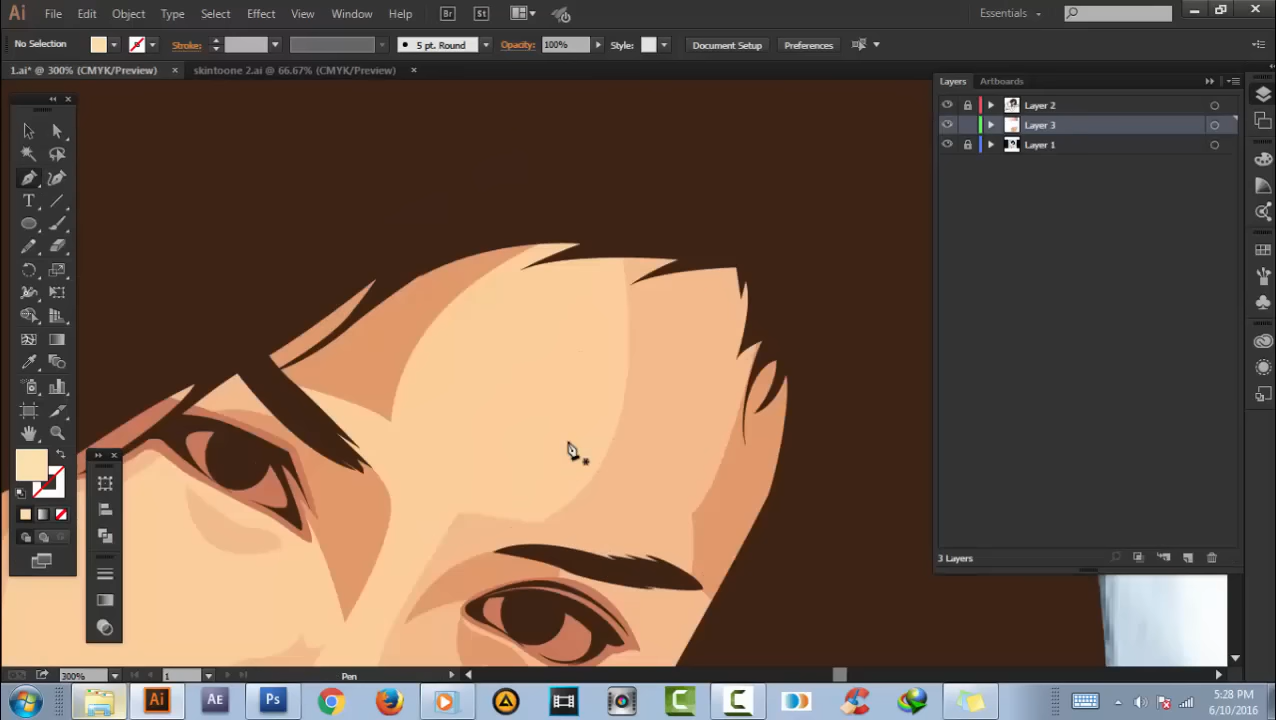 Ai File Edit Object Type Select Effect View Window Help Br St Essentials
No Selection Stroke: 5 pt. Round Opacity: 100% Style: Document Setup Preferences
1.ai* @ 300% (CMYK/Preview) × skintoone 2.ai @ 66.67% (CMYK/Preview) ×
Layers Artboards
Layer 2
Layer 3
Layer 1
T
3 Layers
300% 1 Pen
Ai Ae Ps
5:28 PM
6/10/2016